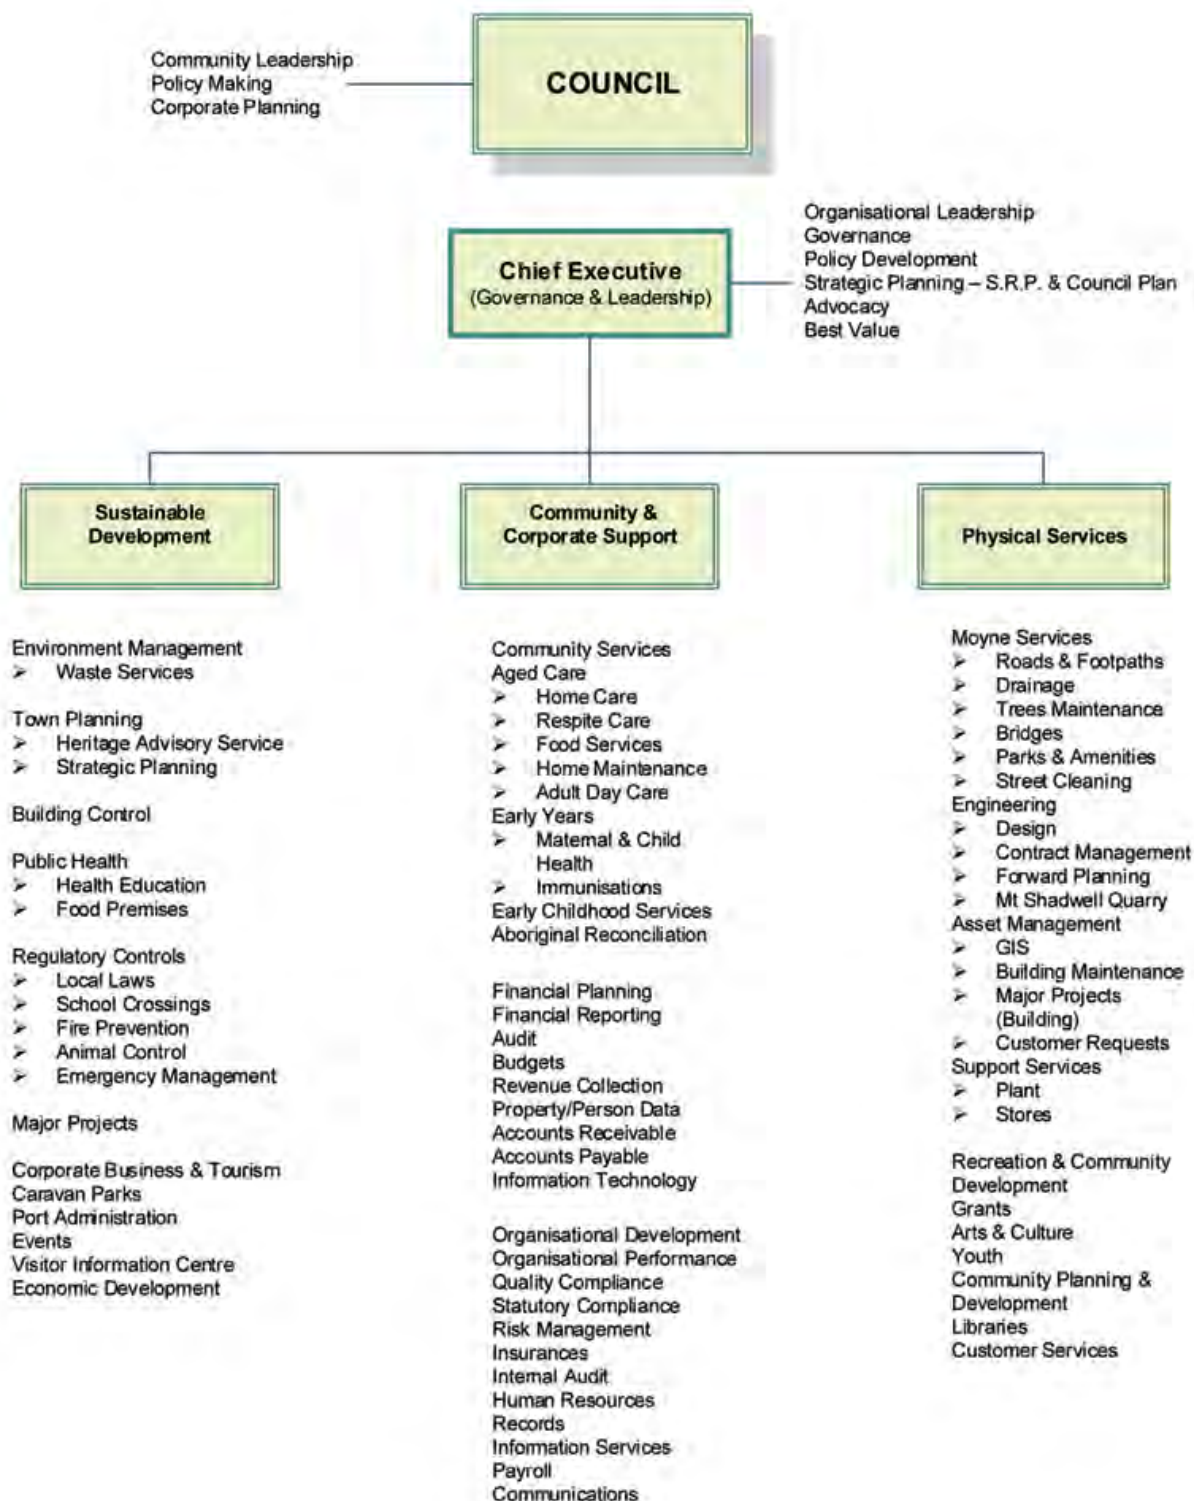 Community Leadership
Policy Making
Corporate Planning
COUNCIL
Organisational Leadership
Governance
Policy Development
Strategic Planning – S.R.P. & Council Plan
Advocacy
Best Value
Chief Executive
(Governance & Leadership)
Sustainable
Development
Community &
Corporate Support
Physical Services
Environment Management
➢ Waste Services
Town Planning
➢ Heritage Advisory Service
➢ Strategic Planning
Building Control
Public Health
➢ Health Education
➢ Food Premises
Regulatory Controls
➢ Local Laws
➢ School Crossings
➢ Fire Prevention
➢ Animal Control
➢ Emergency Management
Major Projects
Corporate Business & Tourism
Caravan Parks
Port Administration
Events
Visitor Information Centre
Economic Development
Community Services
Aged Care
➢ Home Care
➢ Respite Care
➢ Food Services
➢ Home Maintenance
➢ Adult Day Care
Early Years
➢ Maternal & Child
Health
➢ Immunisations
Early Childhood Services
Aboriginal Reconciliation
Financial Planning
Financial Reporting
Audit
Budgets
Revenue Collection
Property/Person Data
Accounts Receivable
Accounts Payable
Information Technology
Organisational Development
Organisational Performance
Quality Compliance
Statutory Compliance
Risk Management
Insurances
Internal Audit
Human Resources
Records
Information Services
Payroll
Communications
Moyne Services
➢ Roads & Footpaths
➢ Drainage
➢ Trees Maintenance
➢ Bridges
➢ Parks & Amenities
➢ Street Cleaning
Engineering
➢ Design
➢ Contract Management
➢ Forward Planning
➢ Mt Shadwell Quarry
Asset Management
➢ GIS
➢ Building Maintenance
➢ Major Projects
(Building)
➢ Customer Requests
Support Services
➢ Plant
➢ Stores
Recreation & Community
Development
Grants
Arts & Culture
Youth
Community Planning &
Development
Libraries
Customer Services